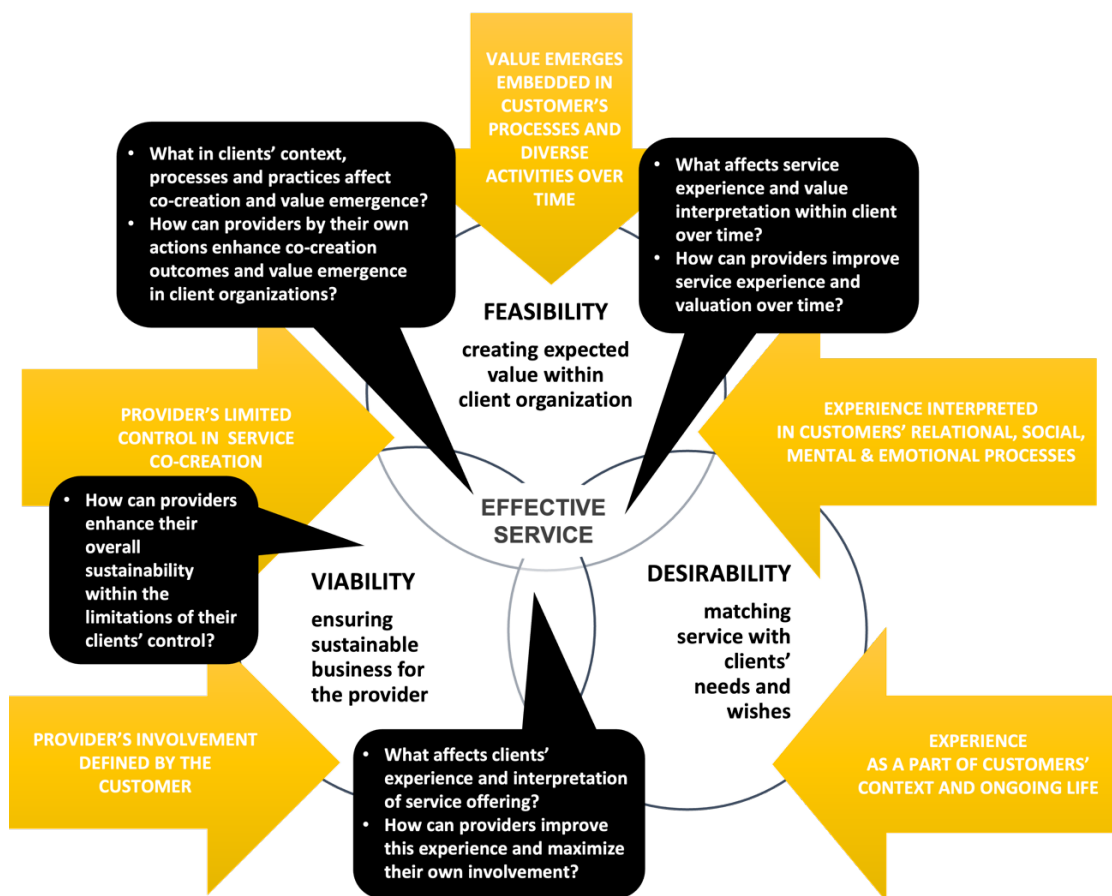 VALUE EMERGES
EMBEDDED IN
CUSTOMER'S
PROCESSES AND
DIVERSE
ACTIVITIES OVER
TIME
• What in clients' context,
processes and practices affect
co-creation and value emergence?
• How can providers by their own
actions enhance co-creation
outcomes and value emergence
in client organizations?
• What affects service
experience and value
interpretation within client
over time?
• How can providers improve
service experience and
valuation over time?
FEASIBILITY
creating expected
value within
client organization
PROVIDER'S LIMITED
CONTROL IN SERVICE
CO-CREATION
EXPERIENCE INTERPRETED
IN CUSTOMERS' RELATIONAL, SOCIAL,
MENTAL & EMOTIONAL PROCESSES
EFFECTIVE
SERVICE
• How can providers
enhance their
overall
sustainability
within the
limitations of their
clients' control?
VIABILITY
ensuring
sustainable
business for
the provider
DESIRABILITY
matching
service with
clients'
needs and
wishes
PROVIDER'S INVOLVEMENT
DEFINED BY THE
CUSTOMER
• What affects clients'
experience and interpretation
of service offering?
• How can providers improve
this experience and maximize
their own involvement?
EXPERIENCE
AS A PART OF CUSTOMERS'
CONTEXT AND ONGOING LIFE